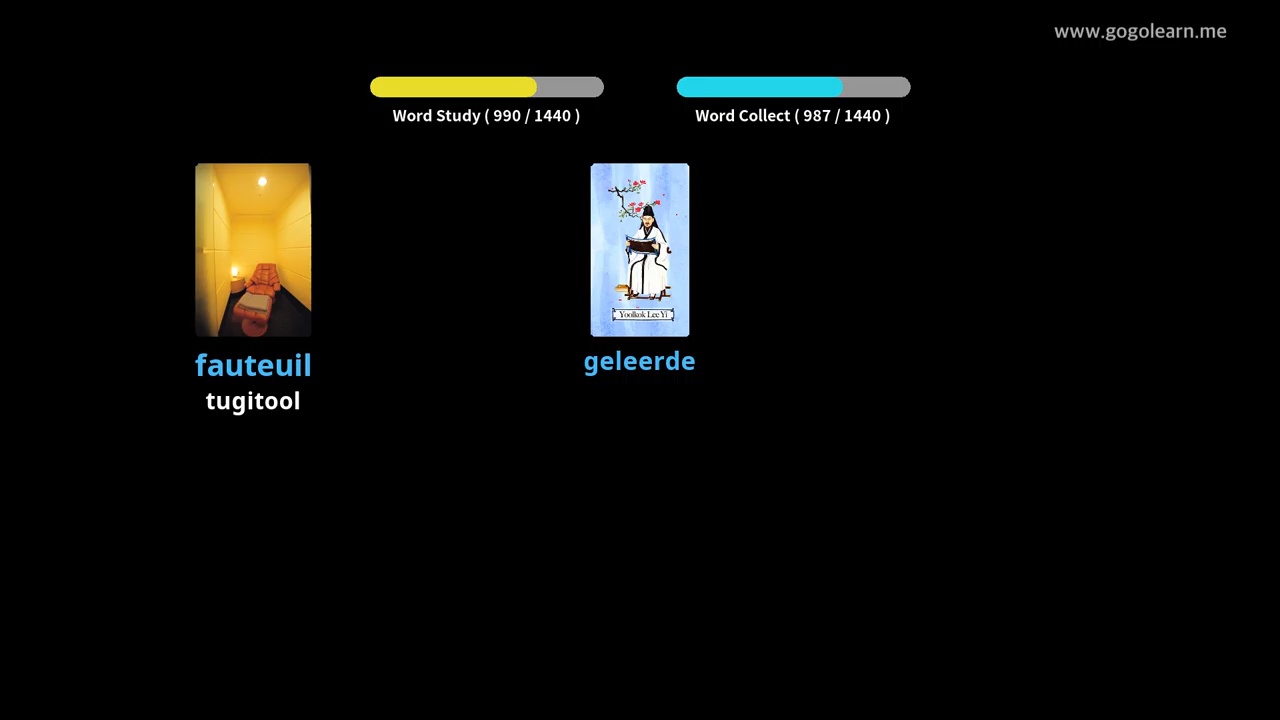 www.gogolearn.me
Word Study ( 990 / 1440 )
Word Collect ( 987 / 1440 )
Yoolkok Lee Yi
fauteuil
tugitool
geleerde